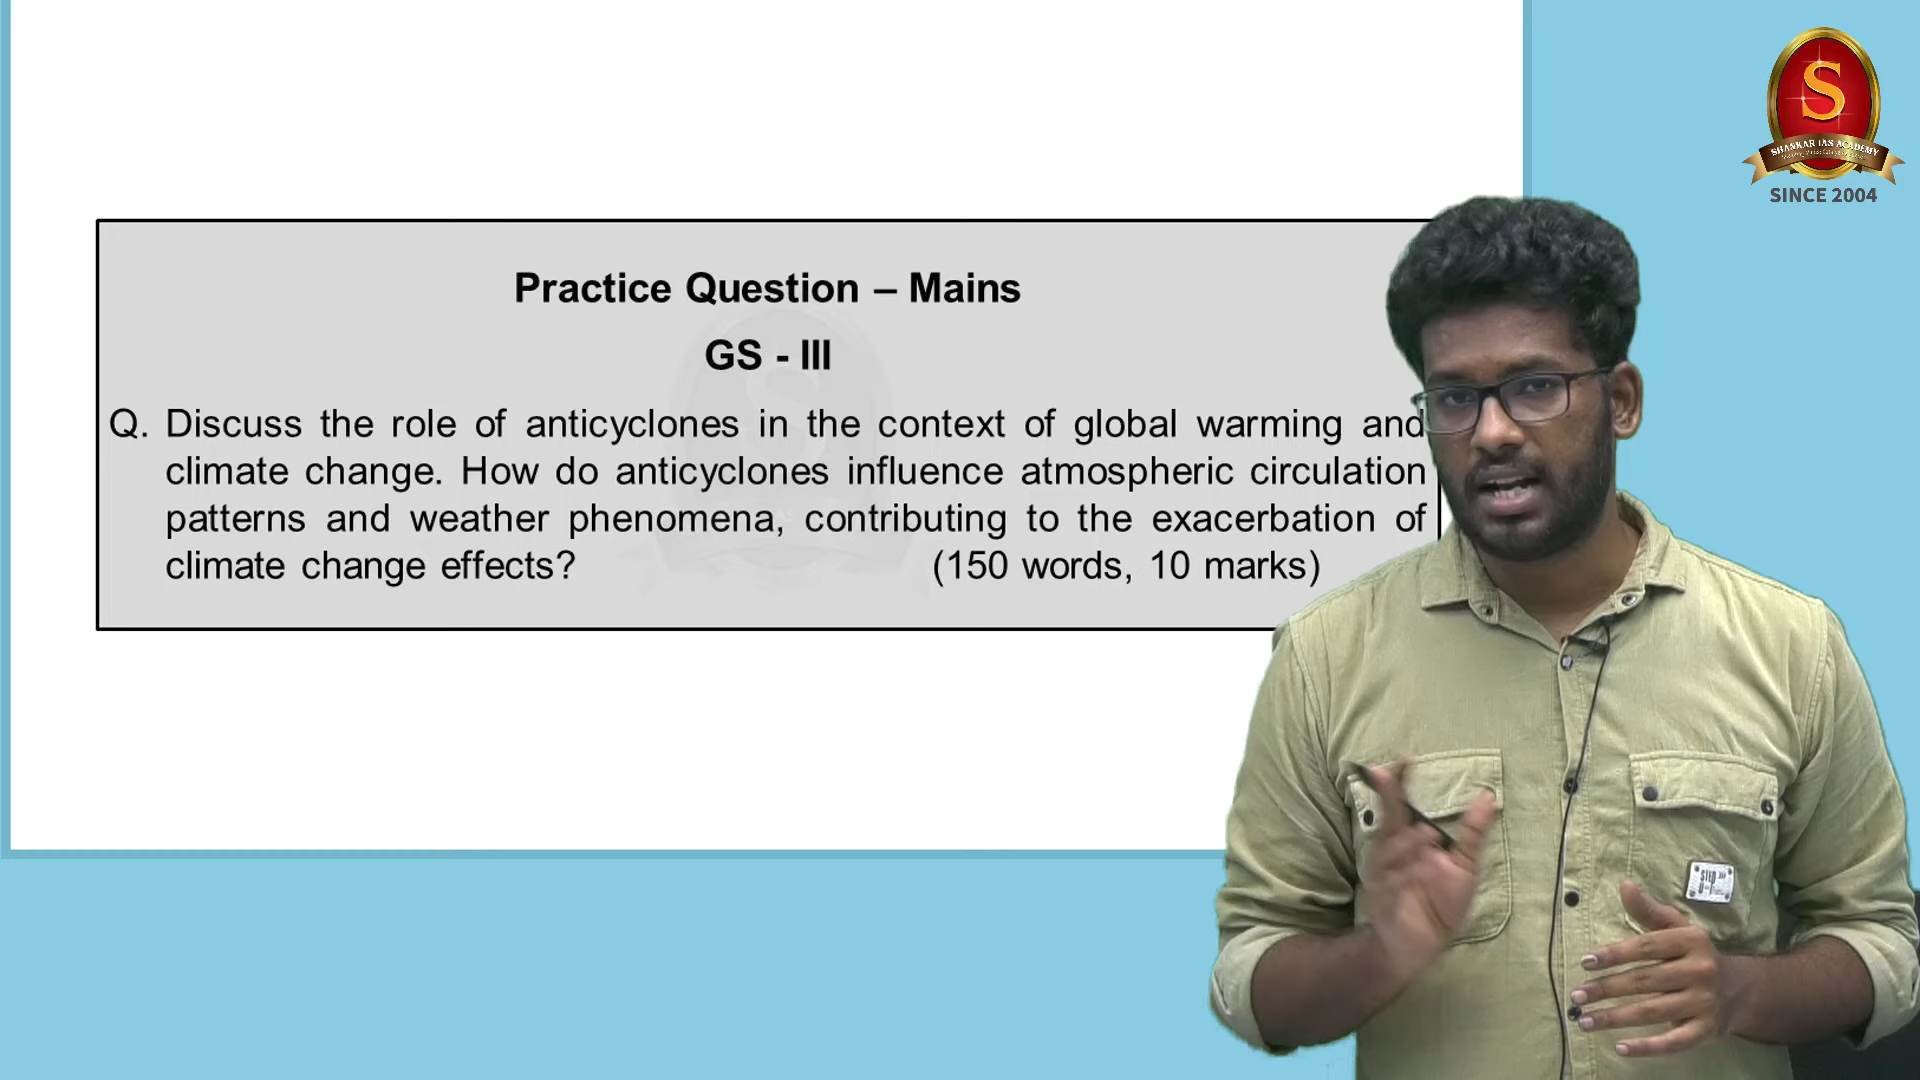 SHANKAR IAS ACADEMY
SINCE 2004
Practice Question – Mains
GS - III
Q. Discuss the role of anticyclones in the context of global warming and
climate change. How do anticyclones influence atmospheric circulation
patterns and weather phenomena, contributing to the exacerbation of
climate change effects? (150 words, 10 marks)